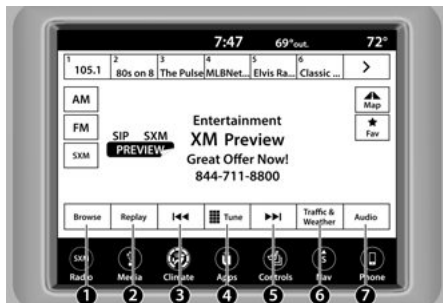 7:47 69°out. 72°
1 105.1 2 80s on 8 3 The Pulse 4 MLBNet... 5 Elvis Ra... 6 Classic ... >
AM
Map
FM
Fav
SXM
SIP SXM
PREVIEW
Entertainment
XM Preview
Great Offer Now!
844-711-8800
Browse Replay Tune Traffic & Weather Audio
SXM
Radio Media Climate Apps Controls Nav Phone
1 2 3 4 5 6 7